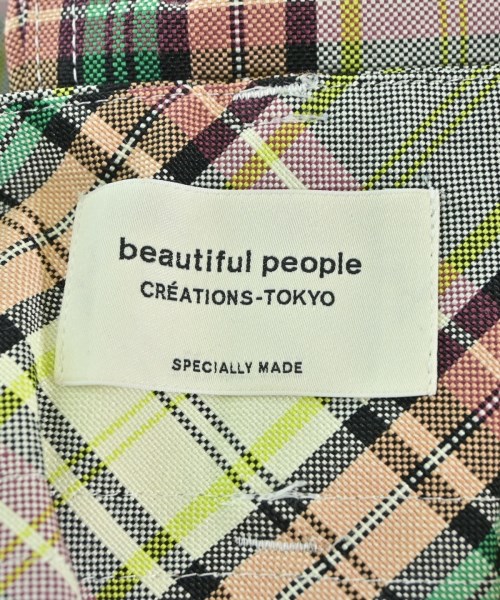 beautiful people
CRÉATIONS-TOKYO
SPECIALLY MADE